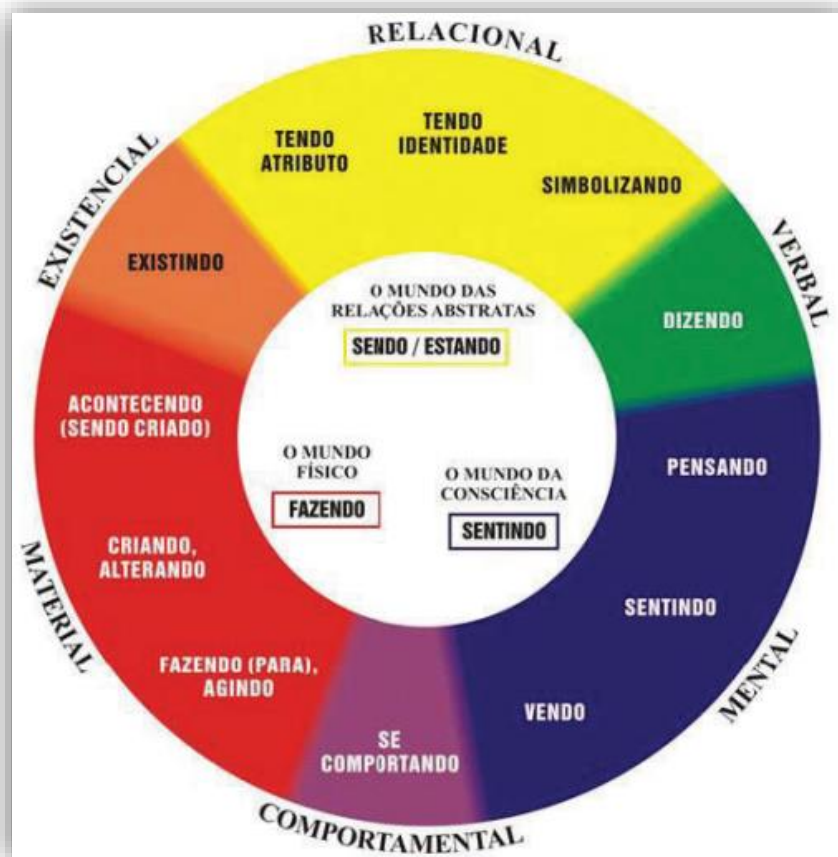 RELACIONAL
TENDO
ATRIBUTO
TENDO
IDENTIDADE
SIMBOLIZANDO
VERBAL
DIZENDO
PENSANDO
SENTINDO
VENDO
MENTAL
SE
COMPORTANDO
COMPORTAMENTAL
FAZENDO (PARA),
AGINDO
CRIANDO,
ALTERANDO
ACONTECENDO
(SENDO CRIADO)
MATERIAL
EXISTINDO
EXISTENCIAL
O MUNDO DAS
RELAÇÕES ABSTRATAS
SENDO / ESTANDO
O MUNDO
FÍSICO
FAZENDO
O MUNDO DA
CONSCIÊNCIA
SENTINDO